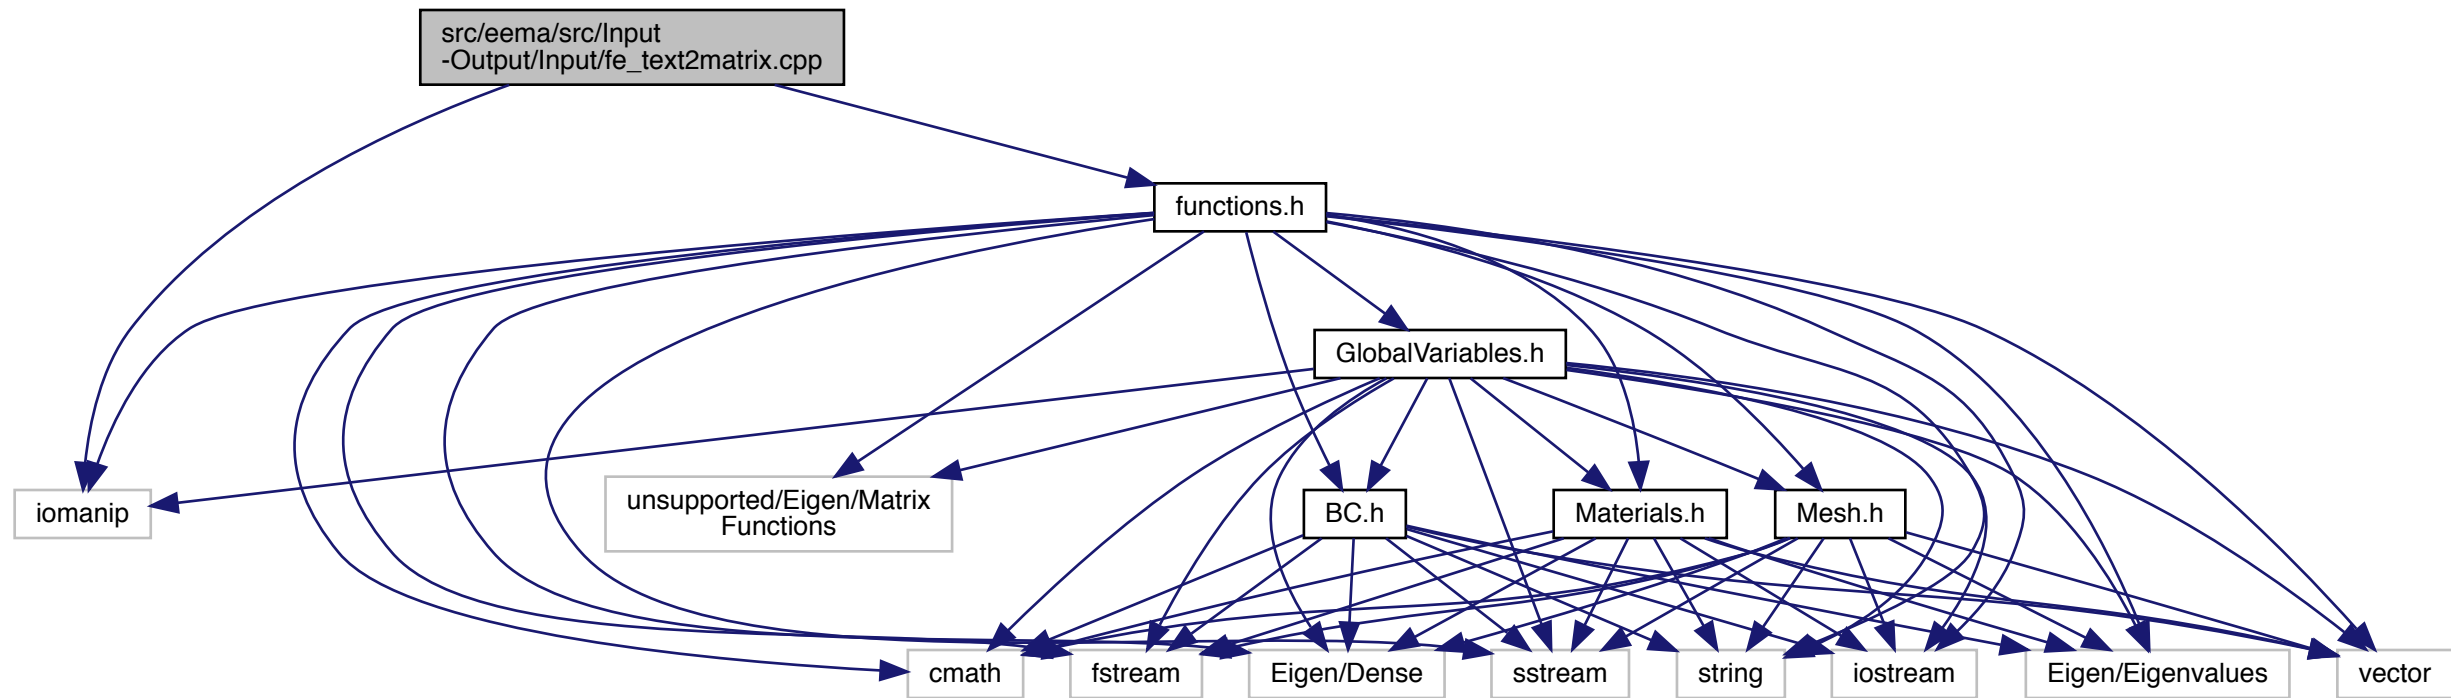 src/eema/src/Input
-Output/Input/fe_text2matrix.cpp
functions.h
GlobalVariables.h
iomanip
unsupported/Eigen/Matrix
Functions
BC.h
Materials.h
Mesh.h
cmath
fstream
Eigen/Dense
sstream
string
iostream
Eigen/Eigenvalues
vector